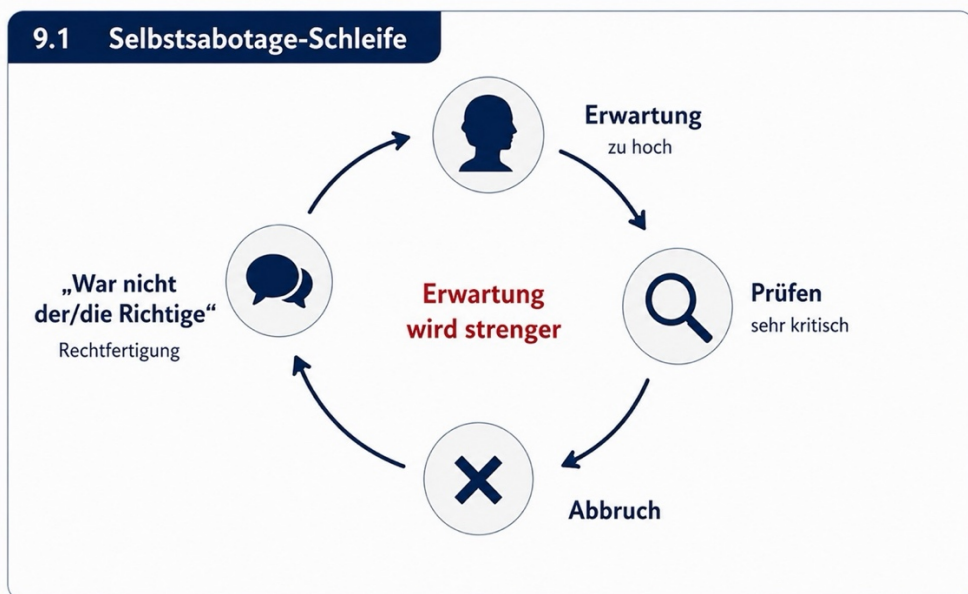 9.1 Selbstsabotage-Schleife
Erwartung
zu hoch
„War nicht
der/die Richtige“
Rechtfertigung
Erwartung
wird strenger
Prüfen
sehr kritisch
Abbruch